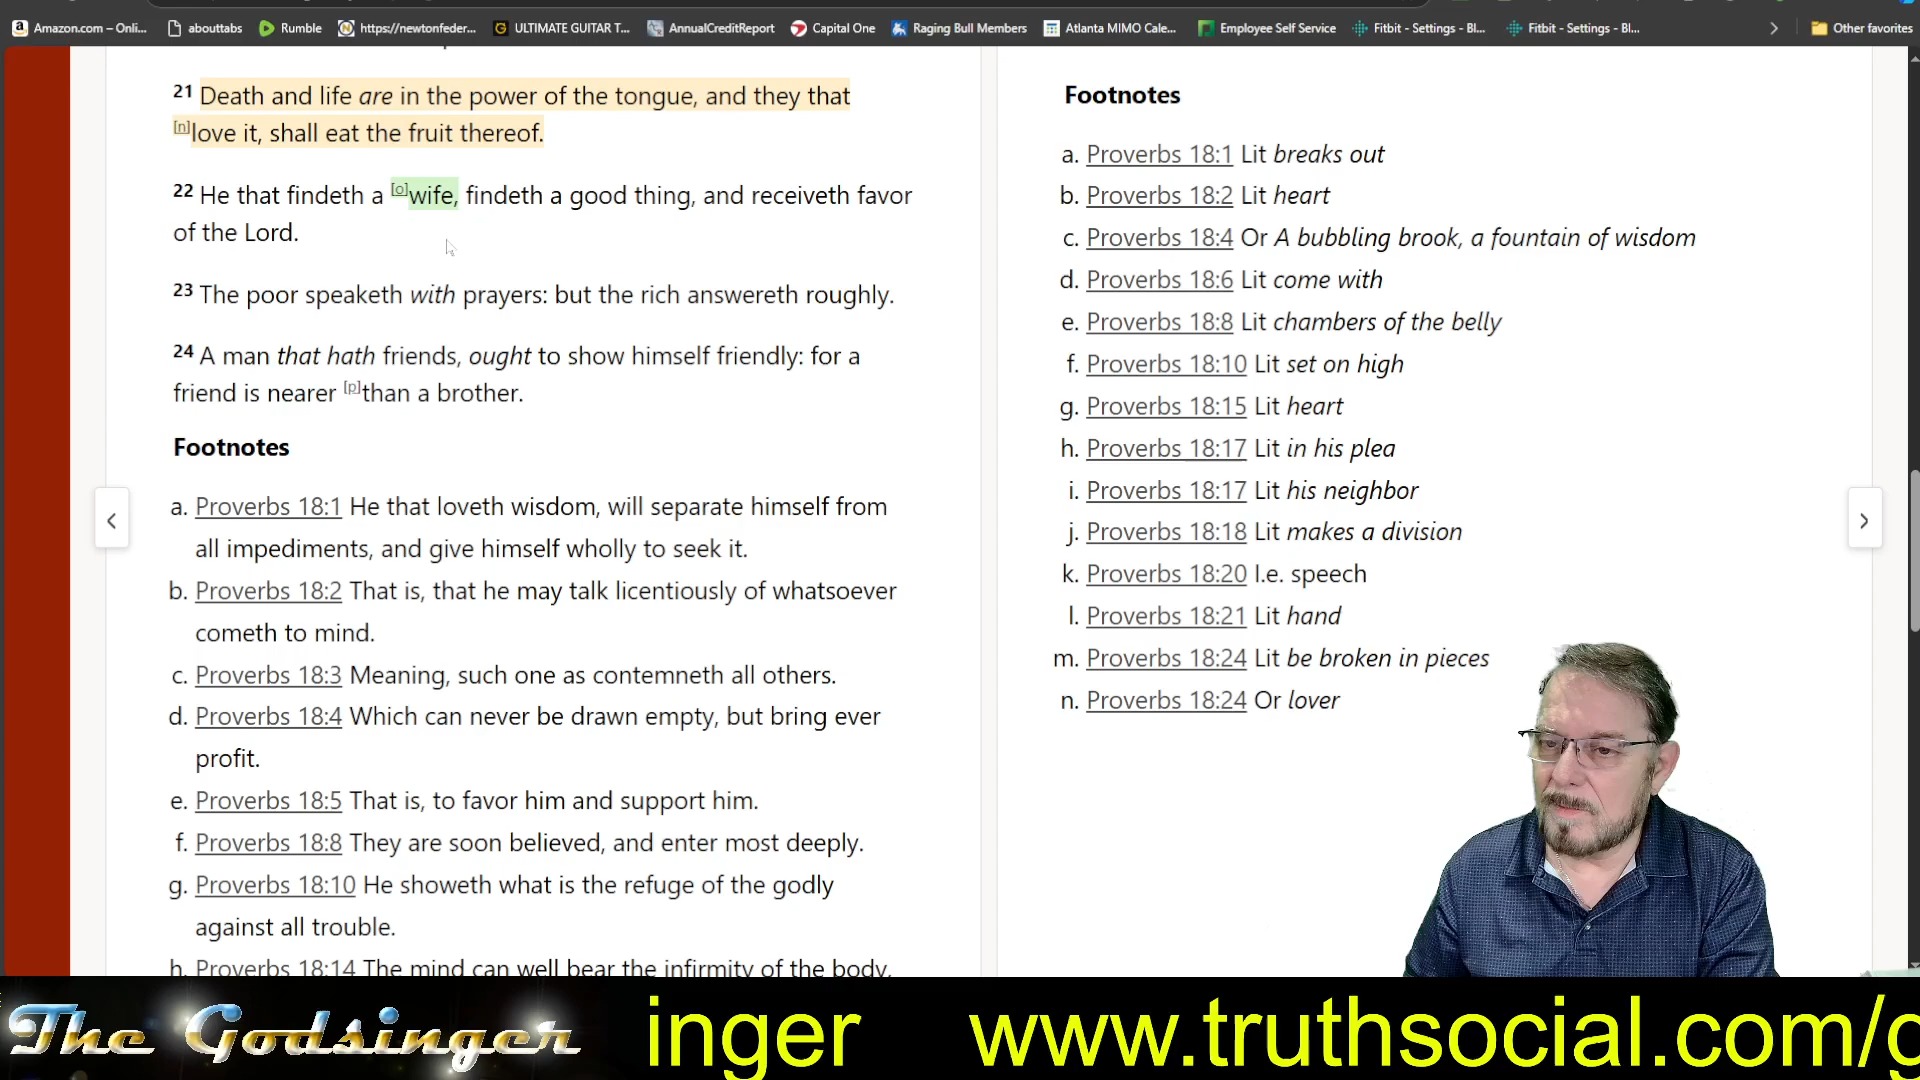 Amazon.com – Onli... abouttabs Rumble https://newtonfeder... ULTIMATE GUITAR T... AnnualCreditReport Capital One Raging Bull Members Atlanta MIMO Cale... Employee Self Service Fitbit - Settings - Bl... Fitbit - Settings - Bl... Other favorites
21 Death and life are in the power of the tongue, and they that
[n]love it, shall eat the fruit thereof.
22 He that findeth a [o]wife, findeth a good thing, and receiveth favor
of the Lord.
23 The poor speaketh with prayers: but the rich answereth roughly.
24 A man that hath friends, ought to show himself friendly: for a
friend is nearer [p]than a brother.
Footnotes
a. Proverbs 18:1 He that loveth wisdom, will separate himself from
all impediments, and give himself wholly to seek it.
b. Proverbs 18:2 That is, that he may talk licentiously of whatsoever
cometh to mind.
c. Proverbs 18:3 Meaning, such one as contemneth all others.
d. Proverbs 18:4 Which can never be drawn empty, but bring ever
profit.
e. Proverbs 18:5 That is, to favor him and support him.
f. Proverbs 18:8 They are soon believed, and enter most deeply.
g. Proverbs 18:10 He showeth what is the refuge of the godly
against all trouble.
h. Proverbs 18:14 The mind can well bear the infirmity of the body,
Footnotes
a. Proverbs 18:1 Lit breaks out
b. Proverbs 18:2 Lit heart
c. Proverbs 18:4 Or A bubbling brook, a fountain of wisdom
d. Proverbs 18:6 Lit come with
e. Proverbs 18:8 Lit chambers of the belly
f. Proverbs 18:10 Lit set on high
g. Proverbs 18:15 Lit heart
h. Proverbs 18:17 Lit in his plea
i. Proverbs 18:17 Lit his neighbor
j. Proverbs 18:18 Lit makes a division
k. Proverbs 18:20 I.e. speech
l. Proverbs 18:21 Lit hand
m. Proverbs 18:24 Lit be broken in pieces
n. Proverbs 18:24 Or lover
The Godsinger inger www.truthsocial.com/g